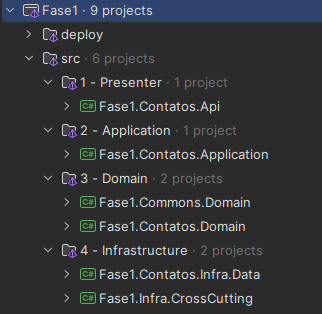 Fase1 · 9 projects
deploy
src · 6 projects
1 - Presenter · 1 project
C# Fase1.Contatos.Api
2 - Application · 1 project
C# Fase1.Contatos.Application
3 - Domain · 2 projects
C# Fase1.Commons.Domain
C# Fase1.Contatos.Domain
4 - Infrastructure · 2 projects
C# Fase1.Contatos.Infra.Data
C# Fase1.Infra.CrossCutting